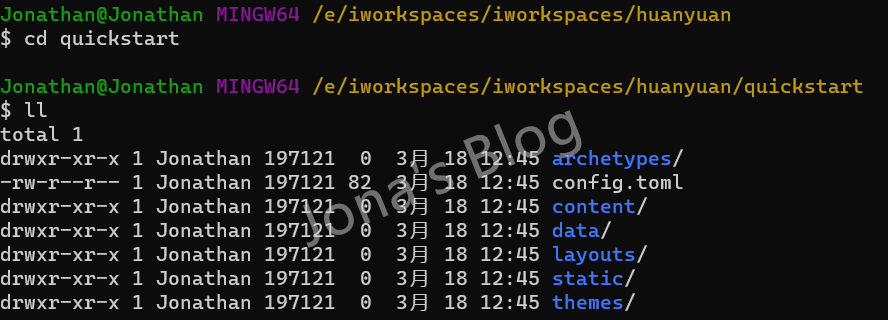 Jonathan@Jonathan MINGW64 /e/iworkspaces/iworkspaces/huanyuan
$ cd quickstart
Jonathan@Jonathan MINGW64 /e/iworkspaces/iworkspaces/huanyuan/quickstart
$ ll
total 1
drwxr-xr-x 1 Jonathan 197121  0  3月 18 12:45 archetypes/
-rw-r--r-- 1 Jonathan 197121 82  3月 18 12:45 config.toml
drwxr-xr-x 1 Jonathan 197121  0  3月 18 12:45 content/
drwxr-xr-x 1 Jonathan 197121  0  3月 18 12:45 data/
drwxr-xr-x 1 Jonathan 197121  0  3月 18 12:45 layouts/
drwxr-xr-x 1 Jonathan 197121  0  3月 18 12:45 static/
drwxr-xr-x 1 Jonathan 197121  0  3月 18 12:45 themes/
Jona's Blog